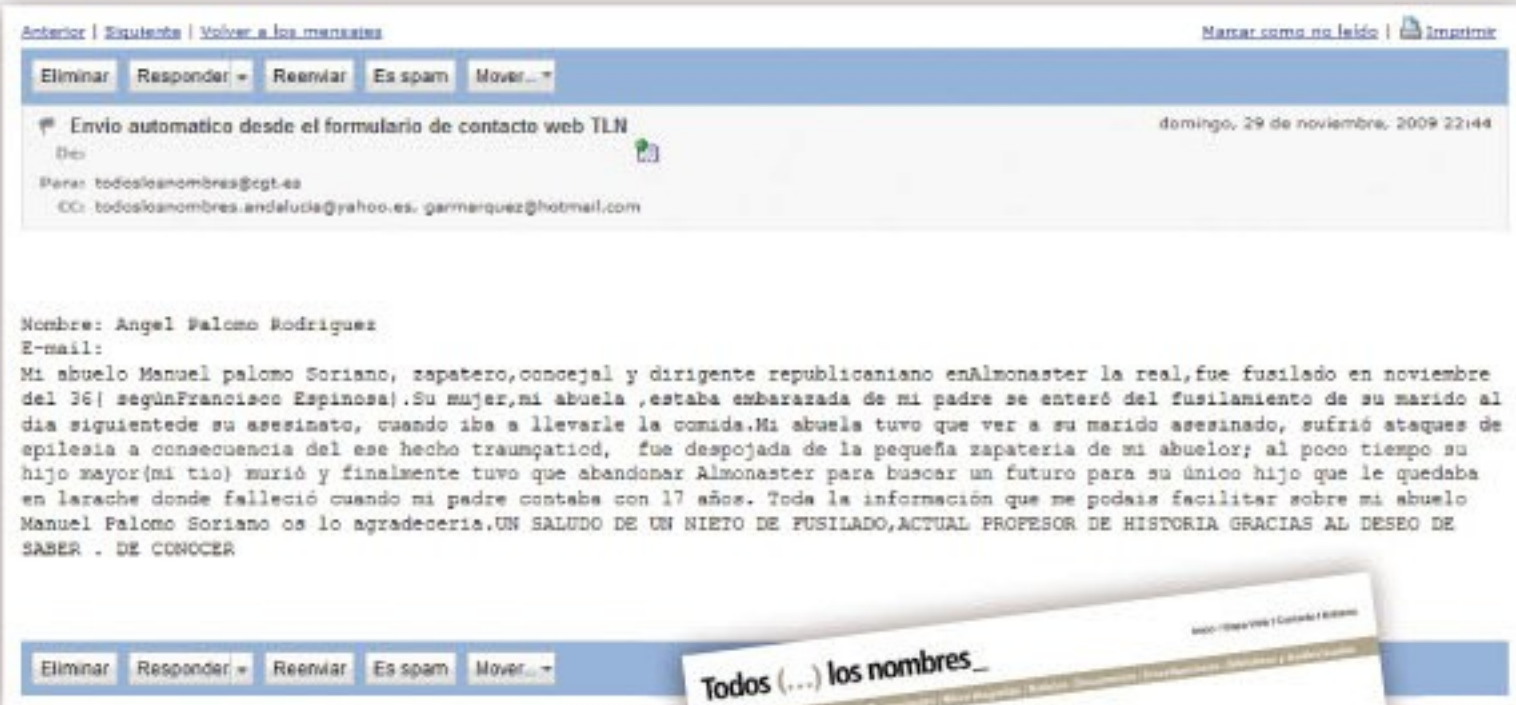 Anterior | Siguiente | Volver a los mensajes
Marcar como no leído | Imprimir
Eliminar Responder Reenviar Es spam Mover...
Envio automatico desde el formulario de contacto web TLN
domingo, 29 de noviembre, 2009 22:44
De:
Para: todoslosnombres@cgt.es
CC: todoslosnombres.andalucia@yahoo.es, garmarquez@hotmail.com
Nombre: Angel Palomo Rodriguez
E-mail:
Mi abuelo Manuel palomo Soriano, zapatero,concejal y dirigente republicaniano enAlmonaster la real,fue fusilado en noviembre
del 36( segúnFrancisco Espinosa).Su mujer,mi abuela ,estaba embarazada de mi padre se enteró del fusilamiento de su marido al
dia siguientede su asesinato, cuando iba a llevarle la comida.Mi abuela tuvo que ver a su marido asesinado, sufrió ataques de
epilesia a consecuencia del ese hecho traumçaticd, fue despojada de la pequeña zapateria de mi abuelor; al poco tiempo su
hijo mayor(mi tio) murió y finalmente tuvo que abandonar Almonaster para buscar un futuro para su único hijo que le quedaba
en larache donde falleció cuando mi padre contaba con 17 años. Toda la información que me podais facilitar sobre mi abuelo
Manuel Palomo Soriano os lo agradeceria.UN SALUDO DE UN NIETO DE FUSILADO,ACTUAL PROFESOR DE HISTORIA GRACIAS AL DESEO DE
SABER . DE CONOCER
Eliminar Responder Reenviar Es spam Mover...
Todos (...) los nombres_